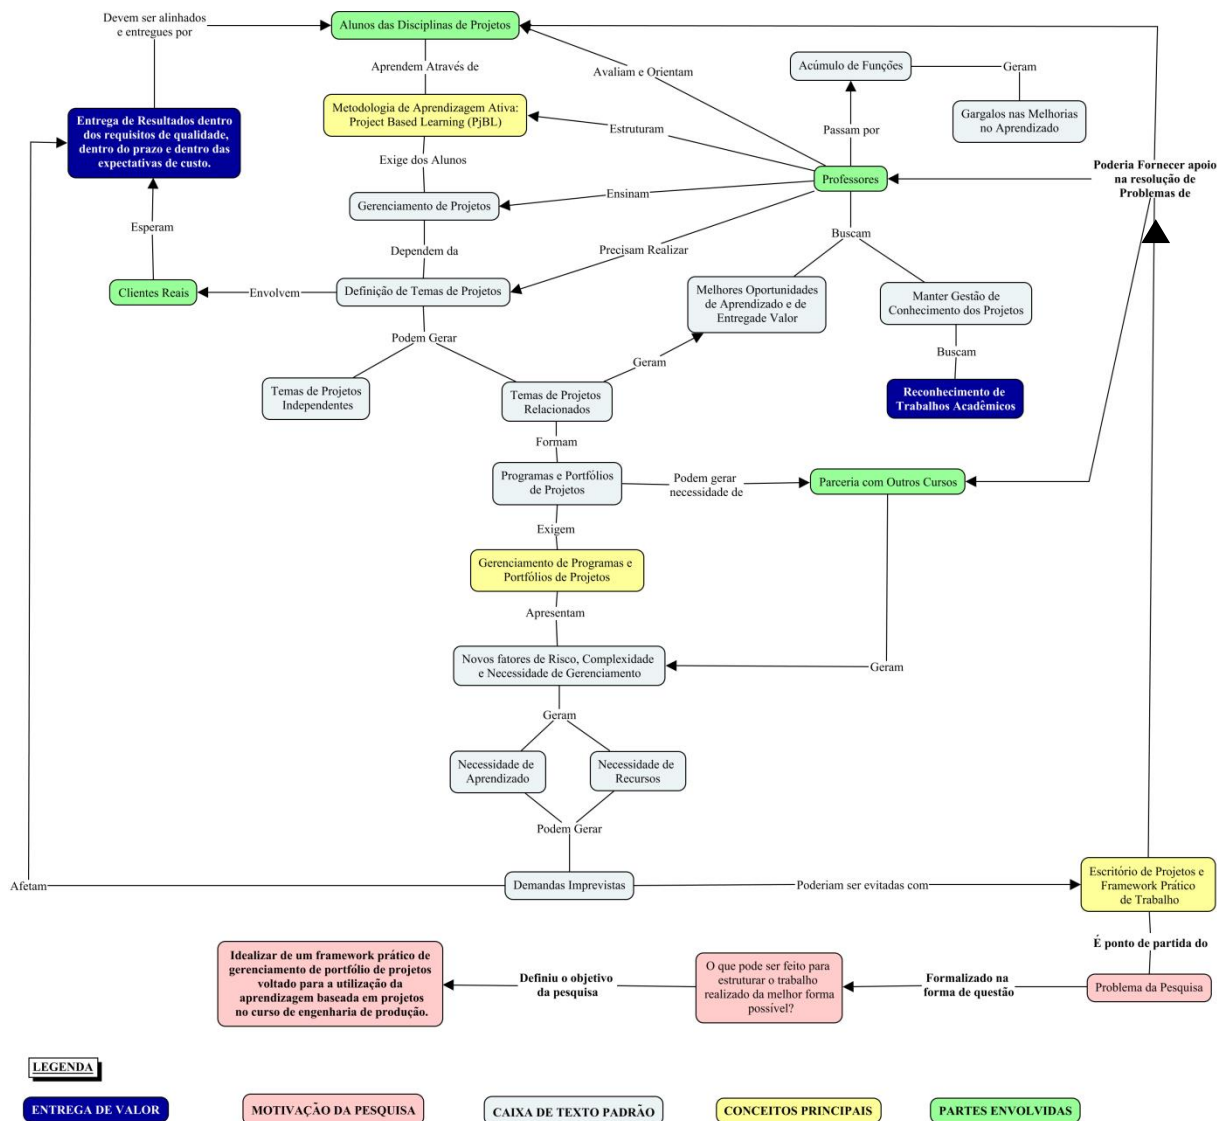 Devem ser alinhados
e entregues por
Alunos das Disciplinas de Projetos
Aprendem Através de
Avaliam e Orientam
Acúmulo de Funções
Geram
Gargalos nas Melhorias
no Aprendizado
Entrega de Resultados dentro
dos requisitos de qualidade,
dentro do prazo e dentro das
expectativas de custo.
Metodologia de Aprendizagem Ativa:
Project Based Learning (PjBL)
Estruturam
Passam por
Exige dos Alunos
Professores
Poderia Fornecer apoio
na resolução de
Problemas de
Ensinam
Gerenciamento de Projetos
Esperam
Buscam
Dependem da
Precisam Realizar
Clientes Reais
Envolvem
Definição de Temas de Projetos
Melhores Oportunidades
de Aprendizado e de
Entregade Valor
Manter Gestão de
Conhecimento dos Projetos
Podem Gerar
Geram
Buscam
Temas de Projetos
Independentes
Temas de Projetos
Relacionados
Reconhecimento de
Trabalhos Acadêmicos
Formam
Programas e Portfólios
de Projetos
Podem gerar
necessidade de
Parceria com Outros Cursos
Exigem
Gerenciamento de Programas e
Portfólios de Projetos
Apresentam
Novos fatores de Risco, Complexidade
e Necessidade de Gerenciamento
Geram
Geram
Necessidade de
Aprendizado
Necessidade de
Recursos
Podem Gerar
Afetam
Demandas Imprevistas
Poderiam ser evitadas com
Escritório de Projetos e
Framework Prático
de Trabalho
É ponto de partida do
Idealizar de um framework prático de
gerenciamento de portfólio de projetos
voltado para a utilização da
aprendizagem baseada em projetos
no curso de engenharia de produção.
Definiu o objetivo
da pesquisa
O que pode ser feito para
estruturar o trabalho
realizado da melhor forma
possível?
Formalizado na
forma de questão
Problema da Pesquisa
LEGENDA
ENTREGA DE VALOR
MOTIVAÇÃO DA PESQUISA
CAIXA DE TEXTO PADRÃO
CONCEITOS PRINCIPAIS
PARTES ENVOLVIDAS